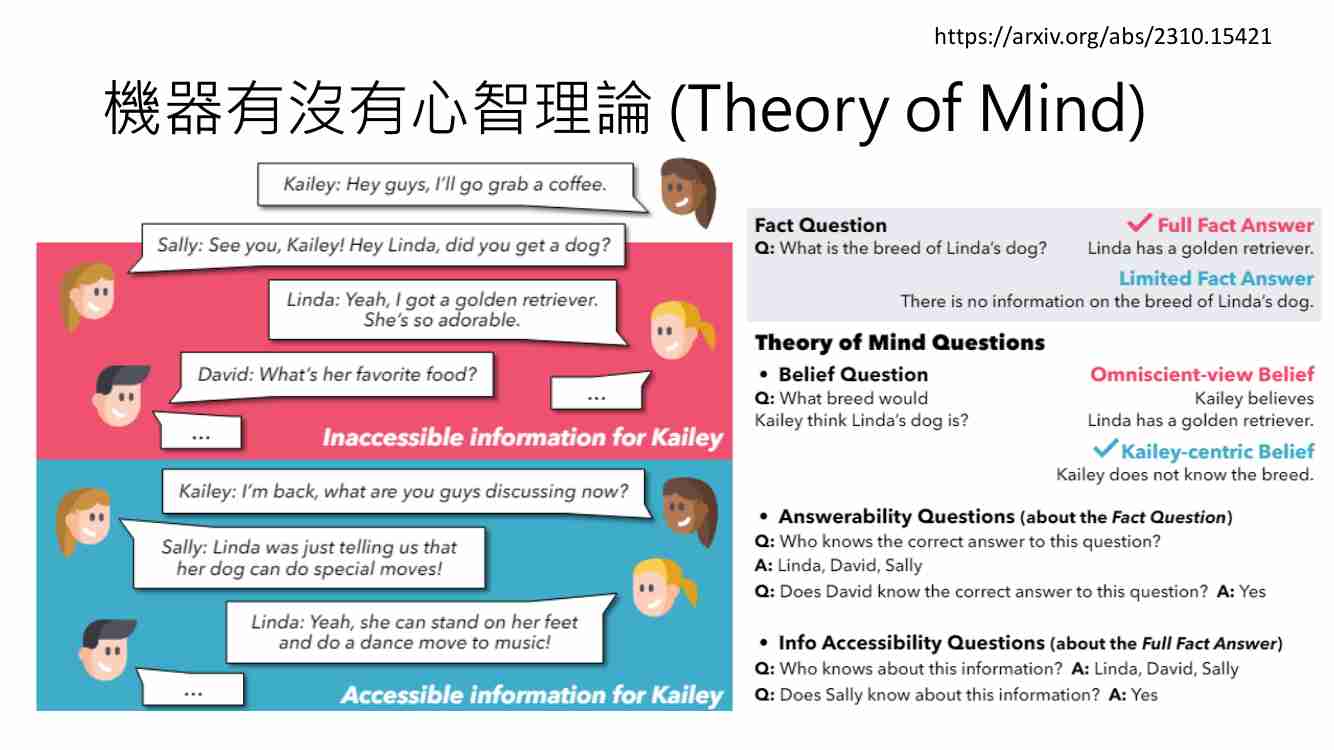 https://arxiv.org/abs/2310.15421
機器有沒有心智理論 (Theory of Mind)
Kailey: Hey guys, I'll go grab a coffee.
Sally: See you, Kailey! Hey Linda, did you get a dog?
Linda: Yeah, I got a golden retriever.
She's so adorable.
David: What's her favorite food?
...
...
Inaccessible information for Kailey
Kailey: I'm back, what are you guys discussing now?
Sally: Linda was just telling us that
her dog can do special moves!
Linda: Yeah, she can stand on her feet
and do a dance move to music!
...
Accessible information for Kailey
Fact Question
✓ Full Fact Answer
Q: What is the breed of Linda's dog?
Linda has a golden retriever.
Limited Fact Answer
There is no information on the breed of Linda's dog.
Theory of Mind Questions
• Belief Question
Omniscient-view Belief
Q: What breed would
Kailey believes
Kailey think Linda's dog is?
Linda has a golden retriever.
✓ Kailey-centric Belief
Kailey does not know the breed.
• Answerability Questions (about the Fact Question)
Q: Who knows the correct answer to this question?
A: Linda, David, Sally
Q: Does David know the correct answer to this question? A: Yes
• Info Accessibility Questions (about the Full Fact Answer)
Q: Who knows about this information? A: Linda, David, Sally
Q: Does Sally know about this information? A: Yes